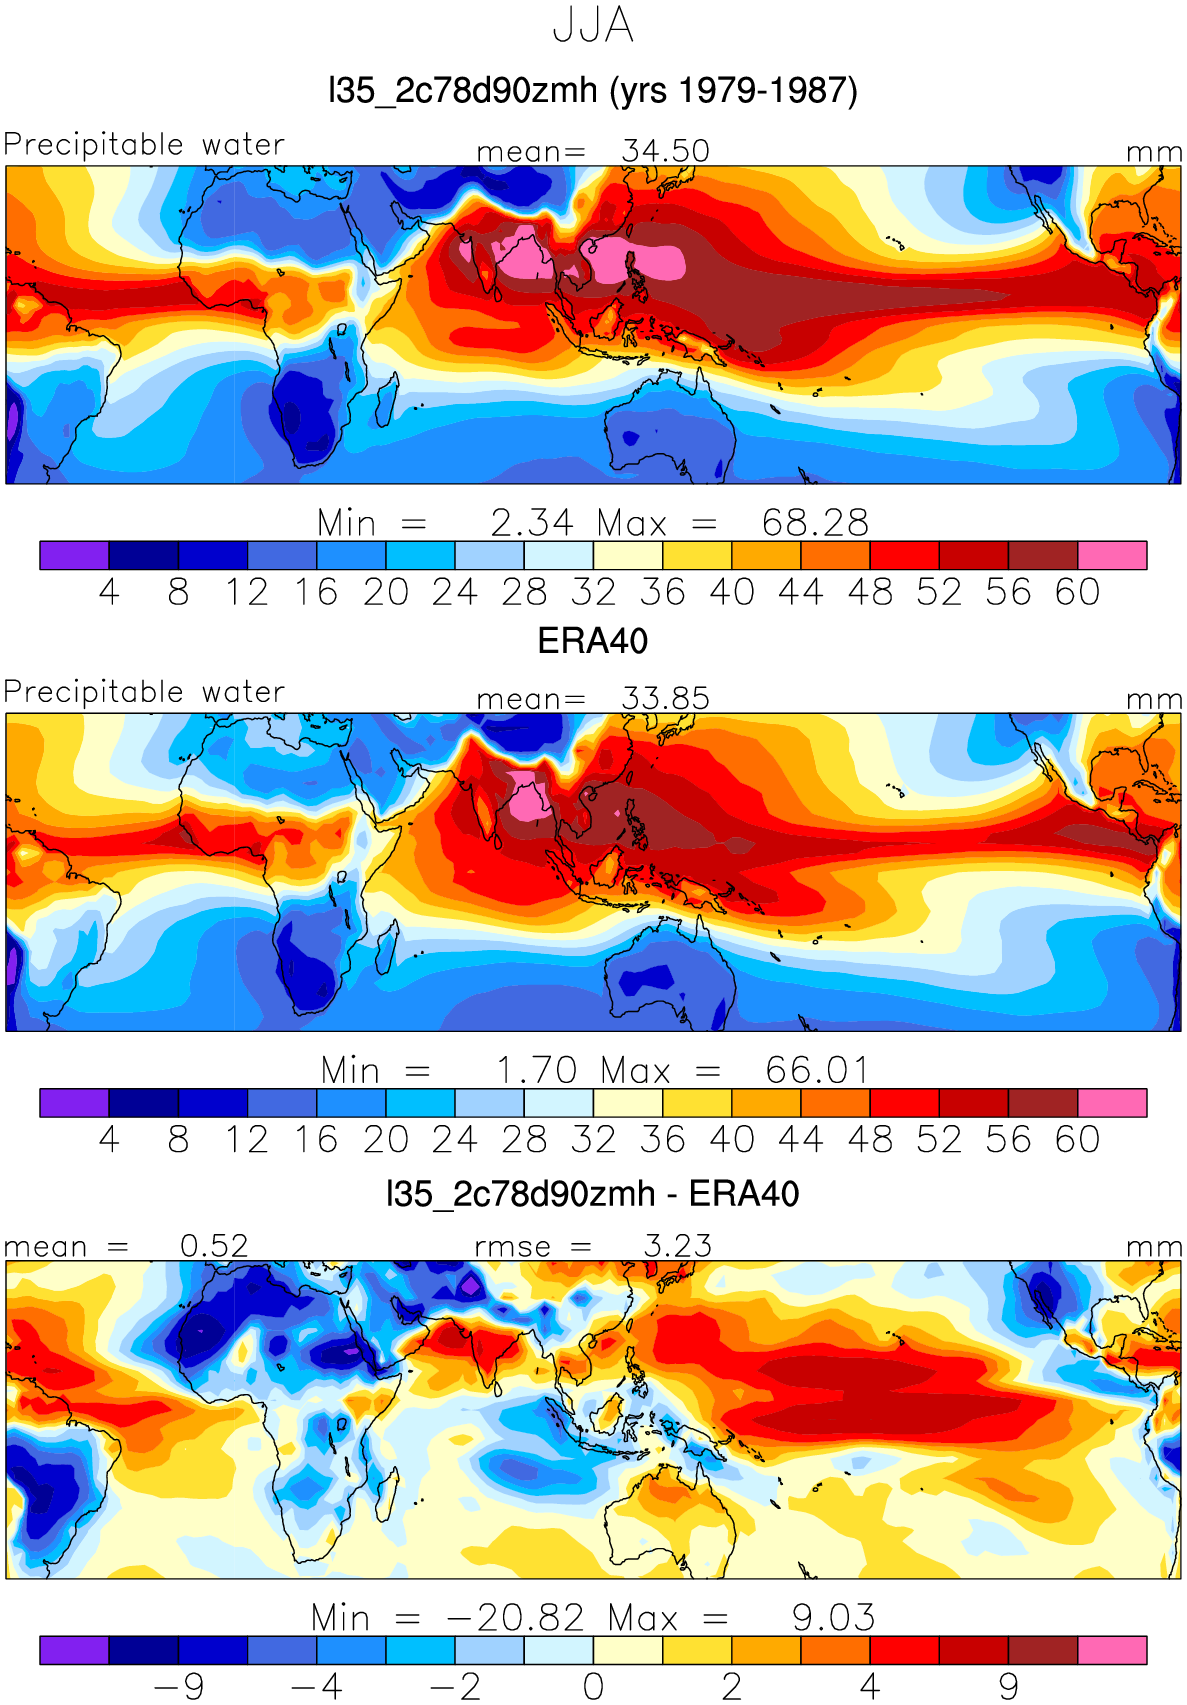 JJA
l35_2c78d90zmh (yrs 1979-1987)
Precipitable water mean= 34.50 mm
Min = 2.34 Max = 68.28
4 8 12 16 20 24 28 32 36 40 44 48 52 56 60
ERA40
Precipitable water mean= 33.85 mm
Min = 1.70 Max = 66.01
4 8 12 16 20 24 28 32 36 40 44 48 52 56 60
l35_2c78d90zmh - ERA40
mean = 0.52 rmse = 3.23 mm
Min = −20.82 Max = 9.03
−9 −4 −2 0 2 4 9